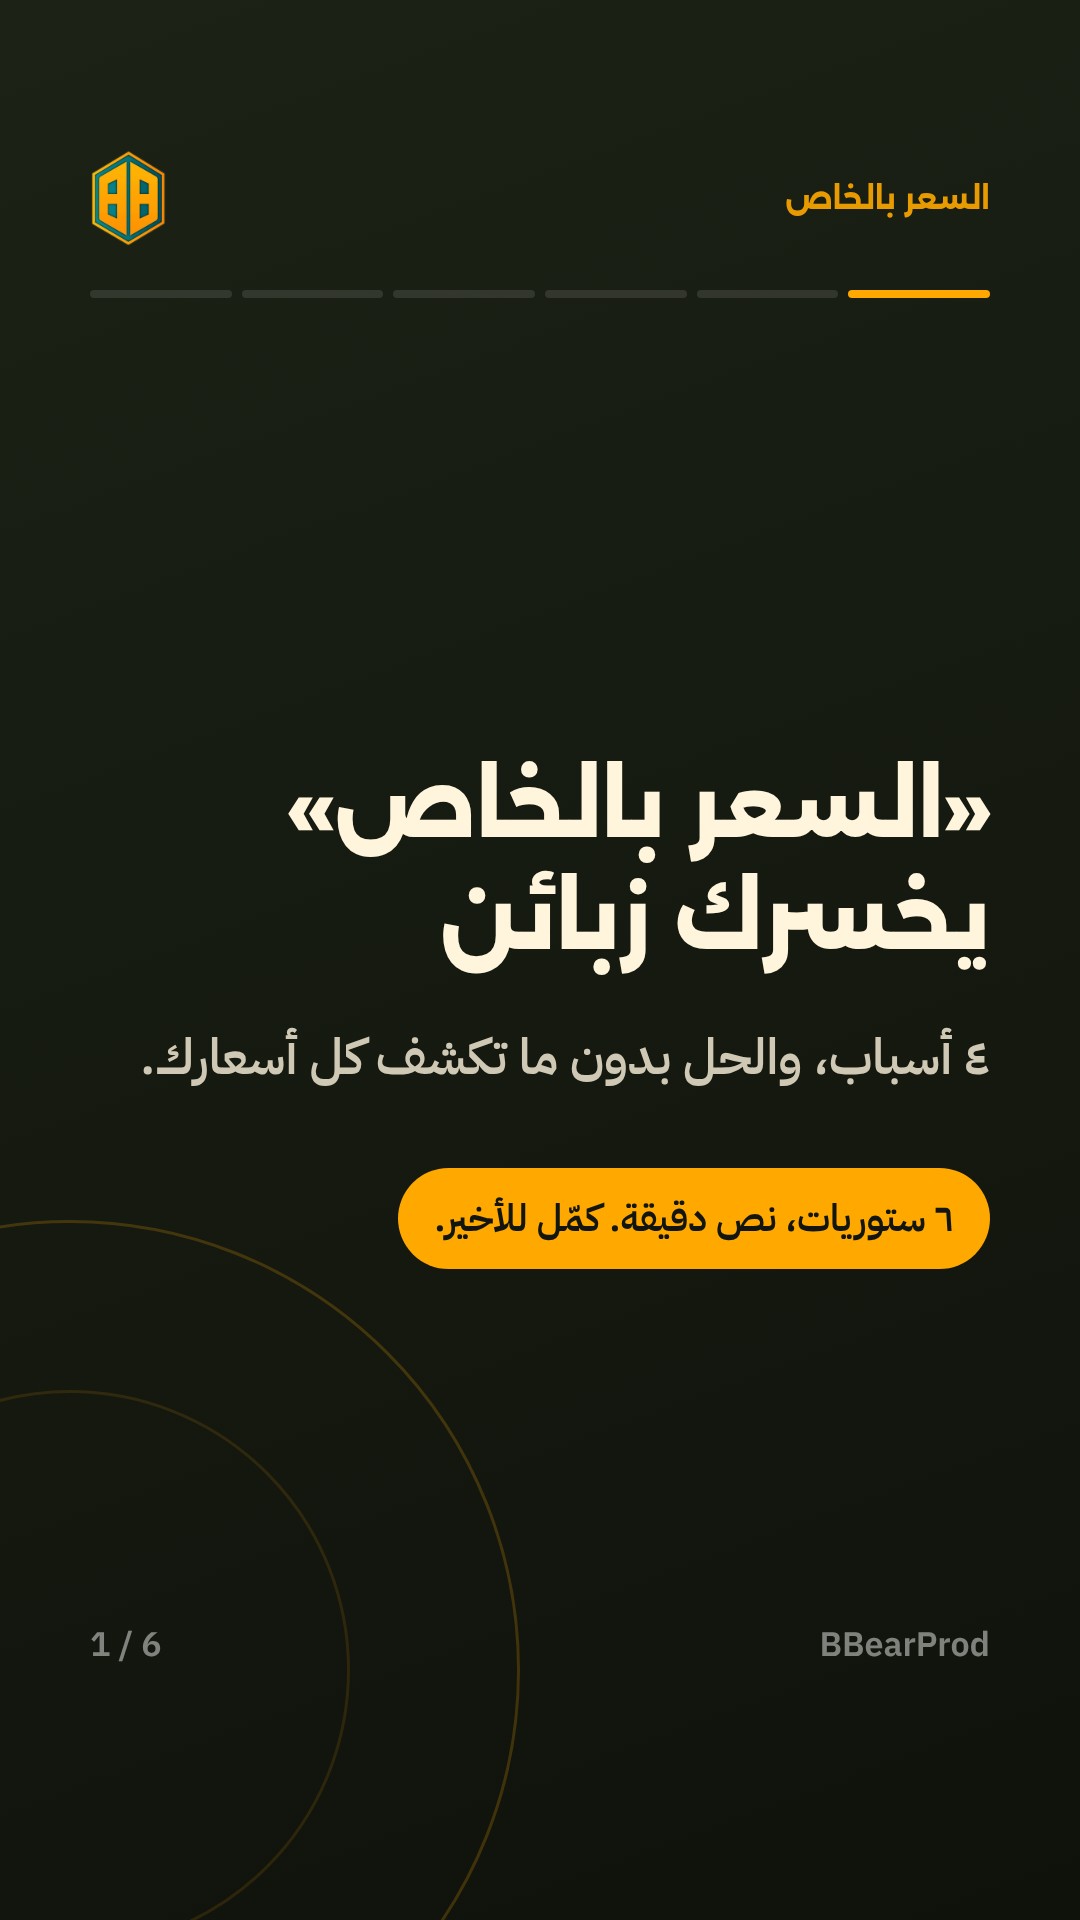 السعر بالخاص
«السعر بالخاص»
يخسرك زبائن
٤ أسباب، والحل بدون ما تكشف كل أسعارك.
٦ ستوريات، نص دقيقة. كمّل للأخير.
BBearProd
1 / 6